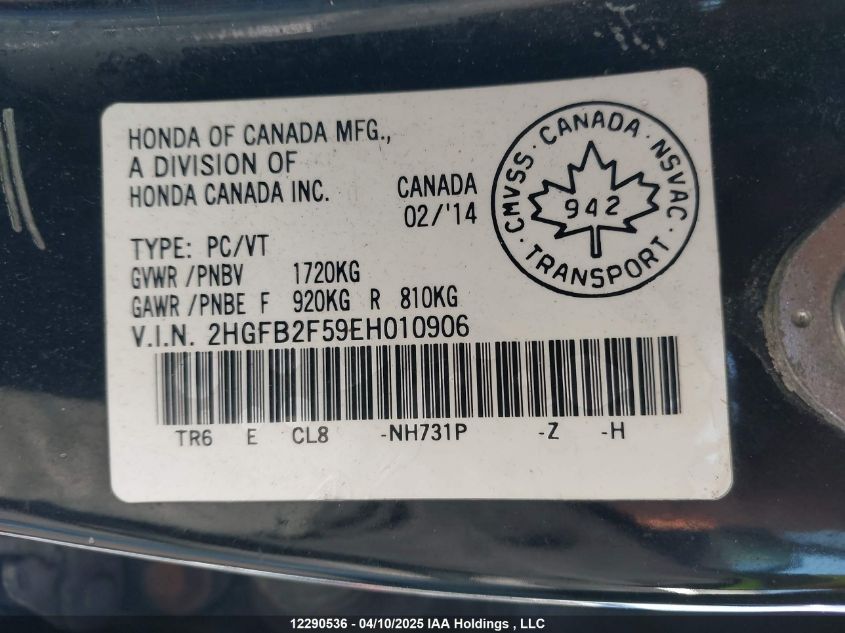 HONDA OF CANADA MFG.,
A DIVISION OF
HONDA CANADA INC.
CANADA
02/'14
CMVSS · CANADA · NSVAC · TRANSPORT ·
942
TYPE: PC/VT
GVWR /PNBV 1720KG
GAWR /PNBE F 920KG R 810KG
V.I.N. 2HGFB2F59EH010906
TR6 E CL8 -NH731P -Z -H
12290536 - 04/10/2025 IAA Holdings , LLC